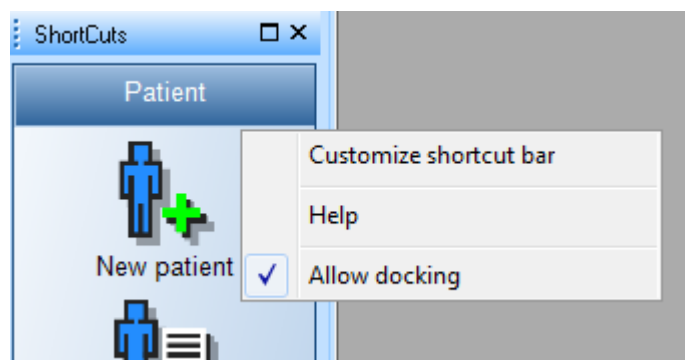 ShortCuts
Patient
Customize shortcut bar
Help
New patient
Allow docking